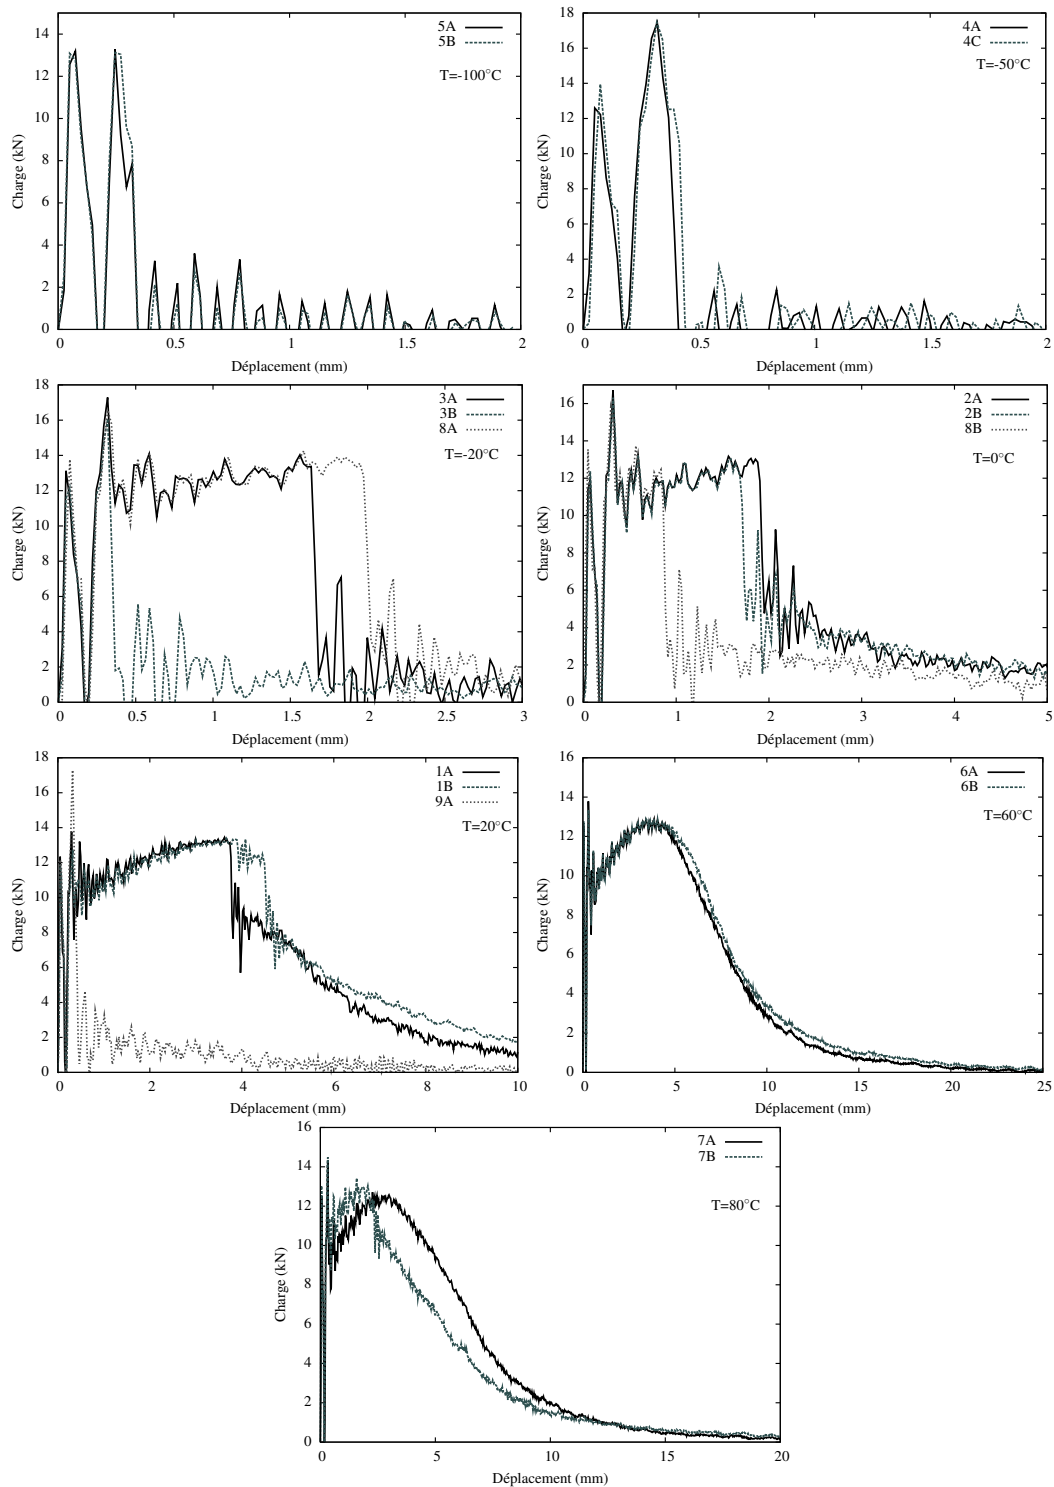 14
12
10
8
6
4
2
0
Charge (kN)
5A
5B
T=-100°C
0 0.5 1 1.5 2
Déplacement (mm)
18
16
14
12
10
8
6
4
2
0
Charge (kN)
4A
4C
T=-50°C
0 0.5 1 1.5 2
Déplacement (mm)
18
16
14
12
10
8
6
4
2
0
Charge (kN)
3A
3B
8A
T=-20°C
0 0.5 1 1.5 2 2.5 3
Déplacement (mm)
16
14
12
10
8
6
4
2
0
Charge (kN)
2A
2B
8B
T=0°C
0 1 2 3 4 5
Déplacement (mm)
18
16
14
12
10
8
6
4
2
0
Charge (kN)
1A
1B
9A
T=20°C
0 2 4 6 8 10
Déplacement (mm)
16
14
12
10
8
6
4
2
0
Charge (kN)
6A
6B
T=60°C
0 5 10 15 20 25
Déplacement (mm)
16
14
12
10
8
6
4
2
0
Charge (kN)
7A
7B
T=80°C
0 5 10 15 20
Déplacement (mm)